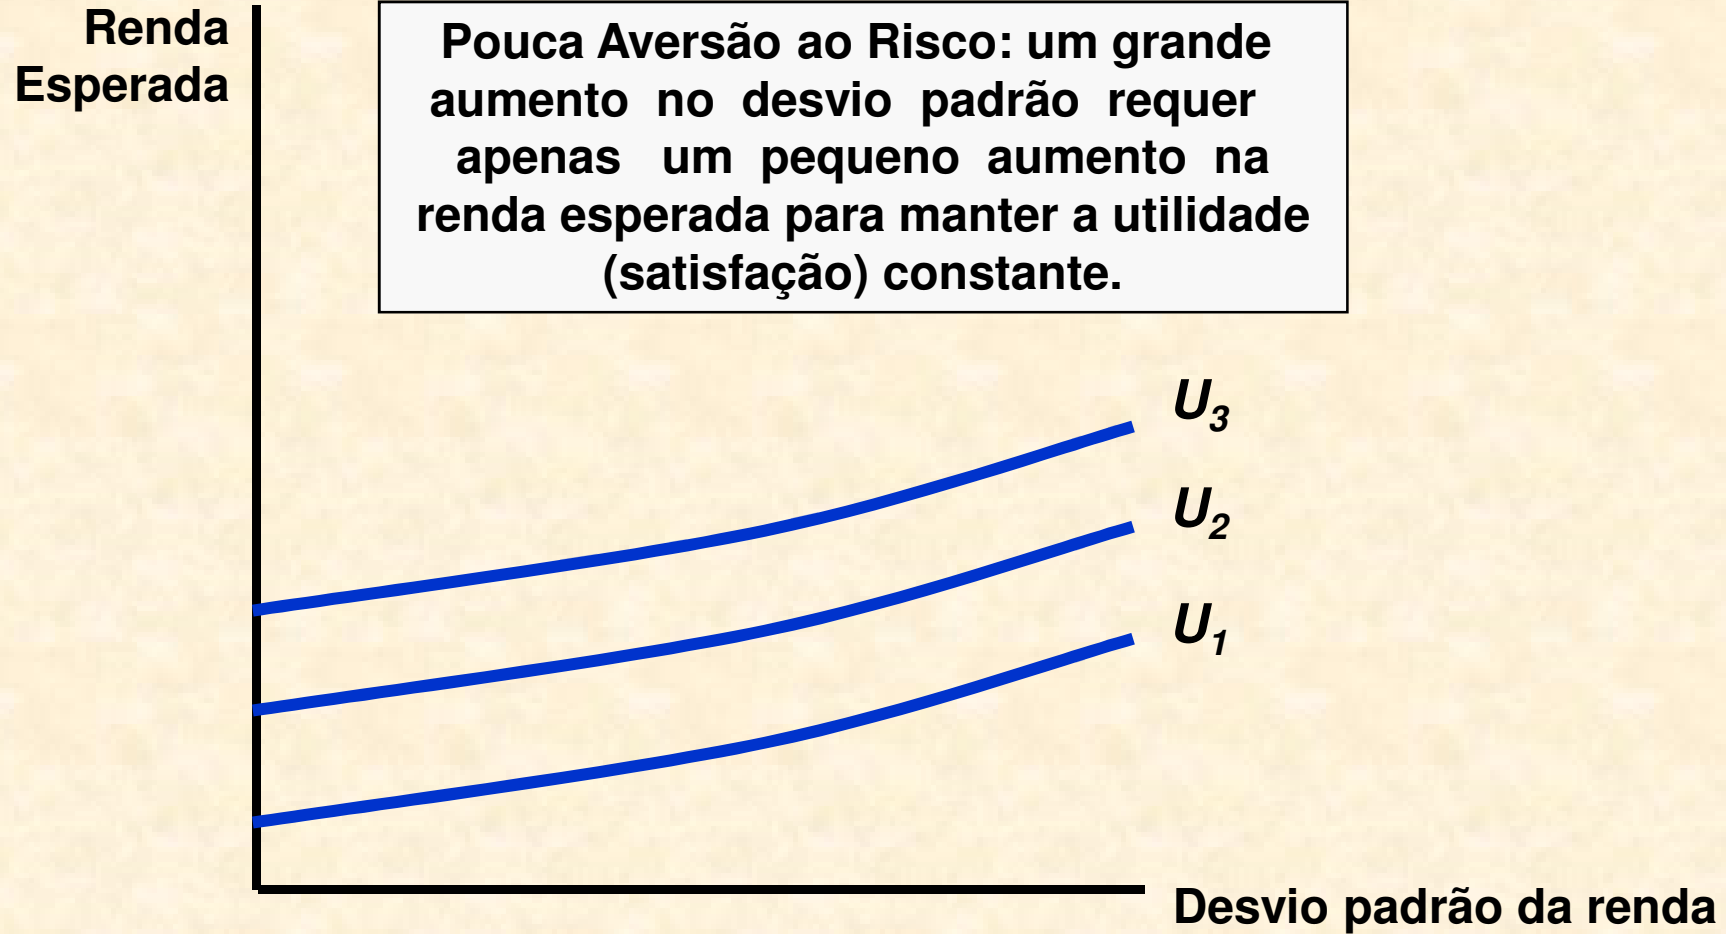 Renda
Esperada
Pouca Aversão ao Risco: um grande
aumento no desvio padrão requer
apenas um pequeno aumento na
renda esperada para manter a utilidade
(satisfação) constante.
U3
U2
U1
Desvio padrão da renda